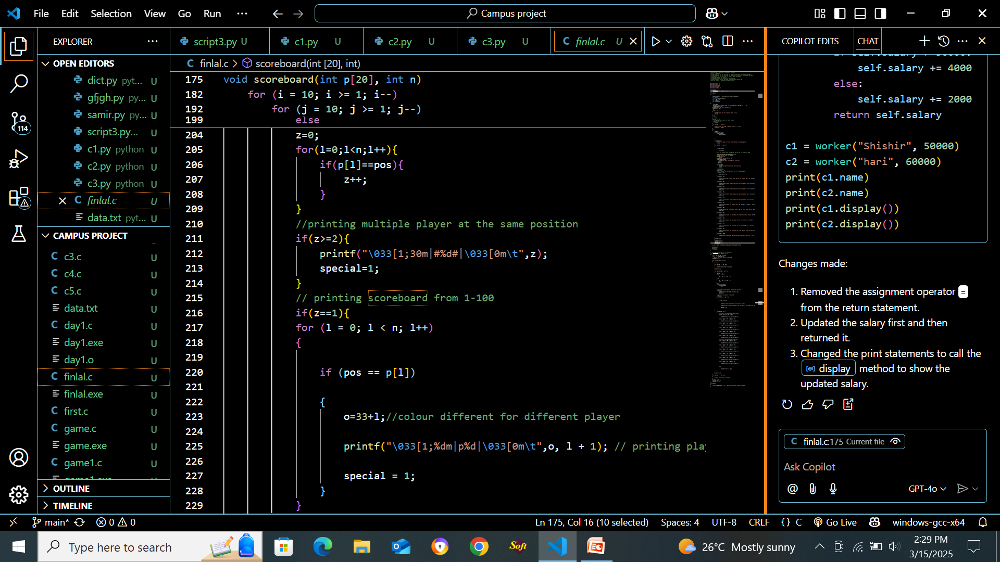 File Edit Selection View Go Run ···
Campus project
EXPLORER ···
OPEN EDITORS
dict.py pyt... U
gfjgh.py py... U
samir.py py... U
script3.py... U
c1.py python U
c2.py python U
c3.py python U
finlal.c U
data.txt pyt... U
CAMPUS PROJECT
c3.c U
c4.c U
c5.c U
data.txt U
day1.c U
day1.exe U
day1.o U
finlal.c U
finlal.exe U
first.c U
game.c U
game.exe U
game1.c U
OUTLINE
TIMELINE
114
script3.py U c1.py U c2.py U c3.py U finlal.c U
finlal.c > scoreboard(int [20], int)
175 void scoreboard(int p[20], int n)
182 for (i = 10; i >= 1; i--)
192 for (j = 10; j >= 1; j--)
199 else
204 z=0;
205 for(l=0;l<n;l++){
206 if(p[l]==pos){
207 z++;
208 }
209 }
210 //printing multiple player at the same position
211 if(z>=2){
212 printf("\033[1;30m|#%d#|\033[0m\t",z);
213 special=1;
214 }
215 // printing scoreboard from 1-100
216 if(z==1){
217 for (l = 0; l < n; l++)
218 {
219
220 if (pos == p[l])
221
222 {
223 o=33+l;//colour different for different player
224
225 printf("\033[1;%dm|p%d|\033[0m\t",o, l + 1); // printing
226
227 special = 1;
228 }
229 }
COPILOT EDITS CHAT
self.salary += 4000
else:
self.salary += 2000
return self.salary
c1 = worker("Shishir", 50000)
c2 = worker("hari", 60000)
print(c1.name)
print(c2.name)
print(c1.display())
print(c2.display())
Changes made:
1. Removed the assignment operator =
from the return statement.
2. Updated the salary first and then
returned it.
3. Changed the print statements to call the
display method to show the
updated salary.
finlal.c:175 Current file
Ask Copilot
GPT-4o
main* 0 0
Ln 175, Col 16 (10 selected) Spaces: 4 UTF-8 CRLF {} C Go Live windows-gcc-x64
Type here to search
Soft
26°C Mostly sunny
2:29 PM
3/15/2025